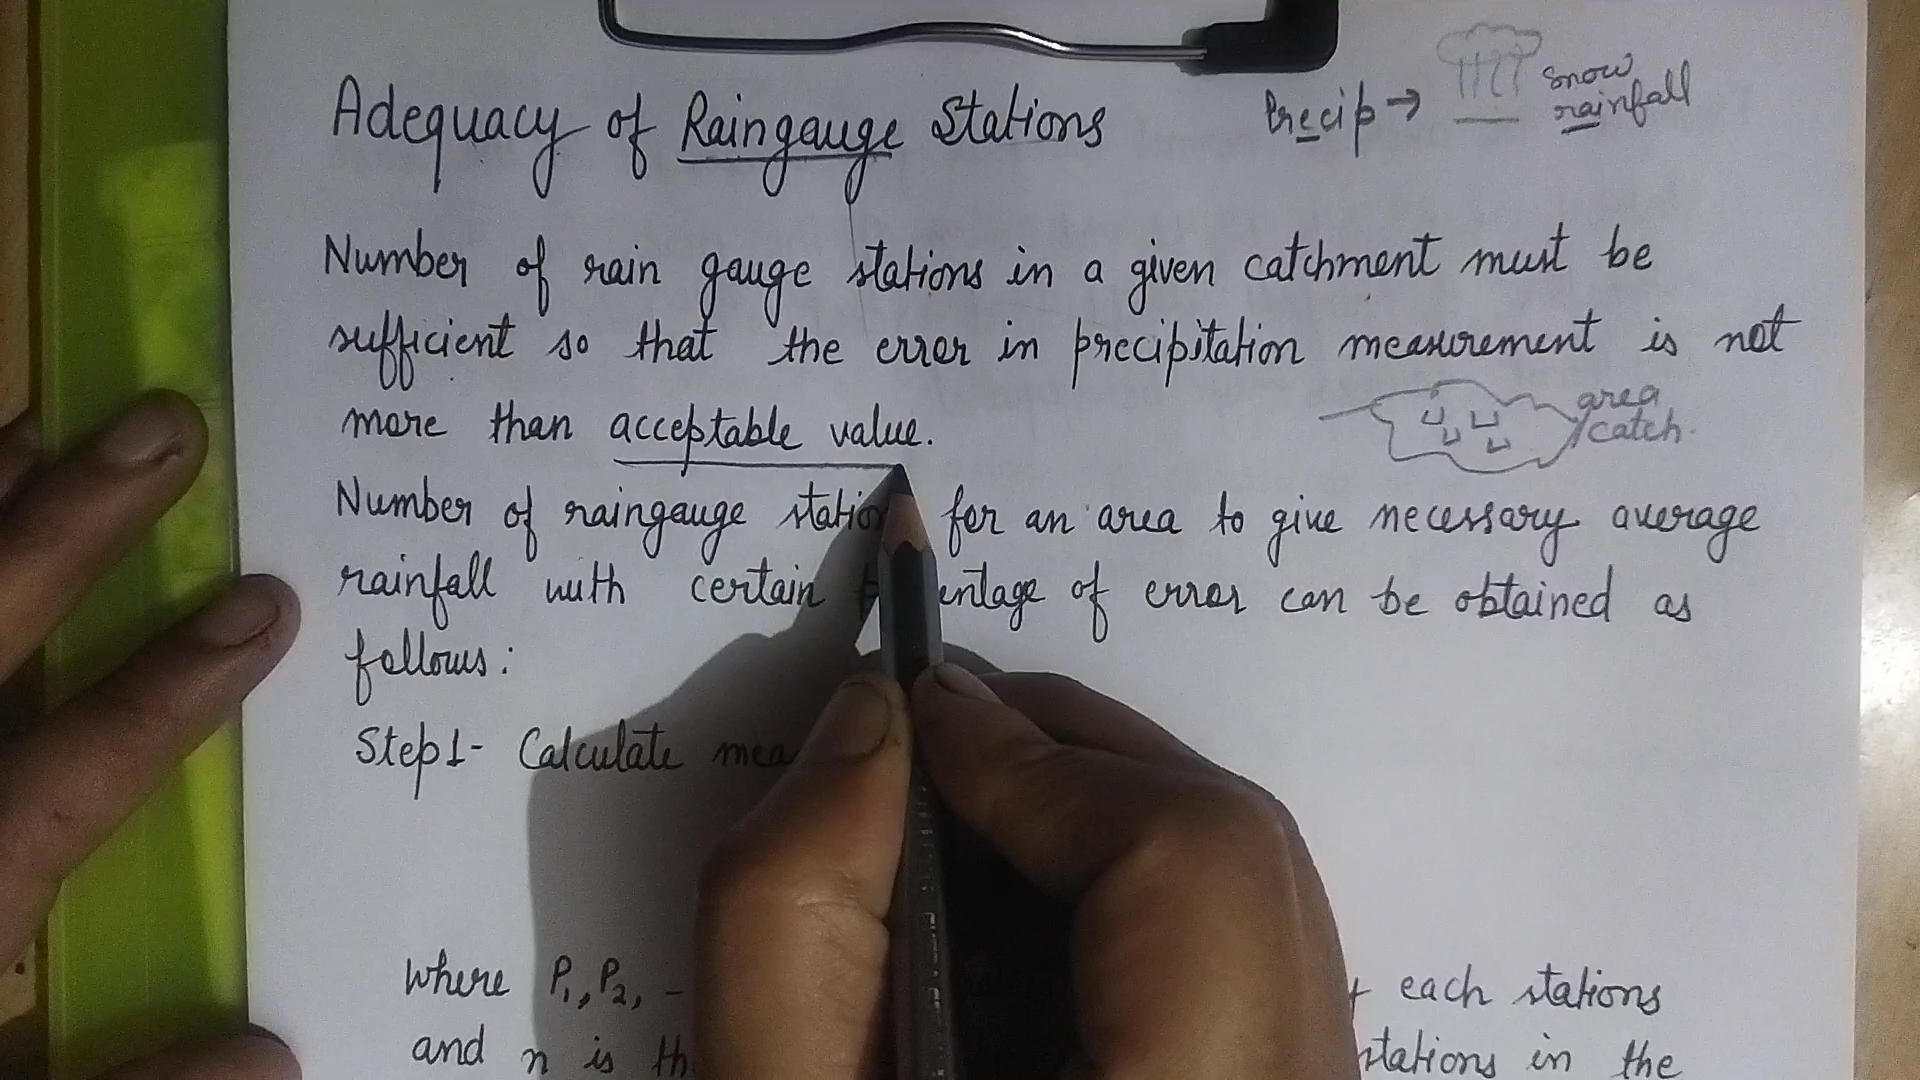 Adequacy of Raingauge Stations
Precip → snow
rainfall
Number of rain gauge stations in a given catchment must be
sufficient so that the error in precipitation measurement is not
more than acceptable value.
area
catch.
Number of raingauge for an area to give necessary average
rainfall with certain of error can be obtained as
follows:
Step1- Calculate
Where P₁, P₂, - each stations
and n is in the